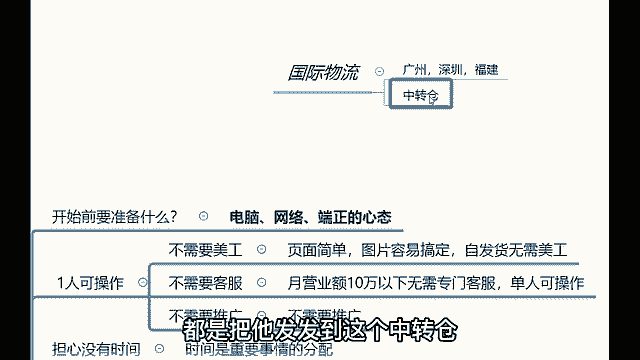 国际物流
广州，深圳，福建
中转仓
开始前要准备什么？
电脑、网络、端正的心态
不需要美工
页面简单，图片容易搞定，自发货无需美工
1人可操作
不需要客服
月营业额10万以下无需专门客服，单人可操作
不需要推广
不需要推广
都是把他发发到这个中转仓
担心没有时间
时间是重要事情的分配